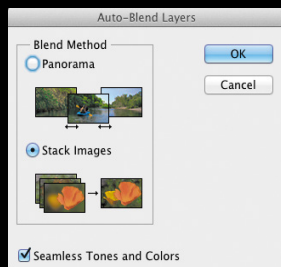 Auto-Blend Layers
Blend Method
Panorama
Stack Images
Seamless Tones and Colors
OK
Cancel